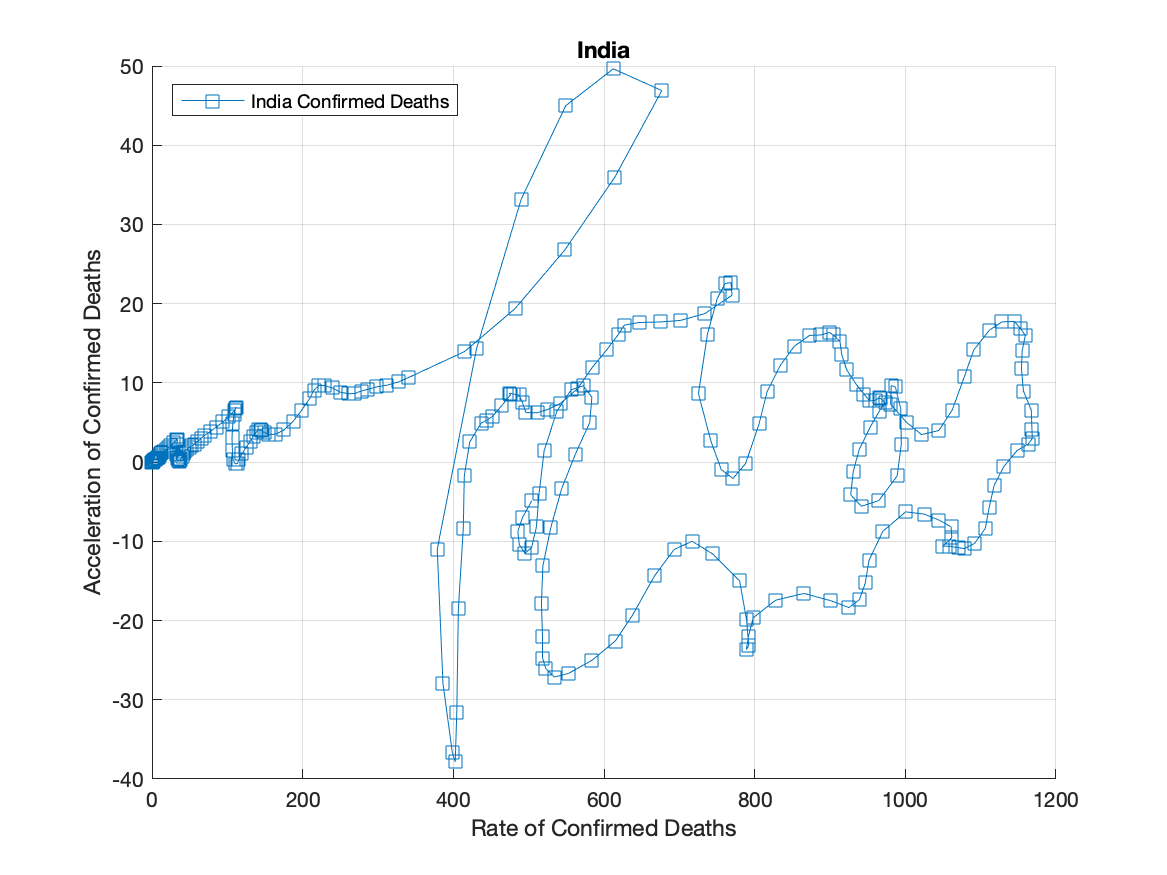 India
India Confirmed Deaths
50
40
30
20
10
0
-10
-20
-30
-40
Acceleration of Confirmed Deaths
0 200 400 600 800 1000 1200
Rate of Confirmed Deaths